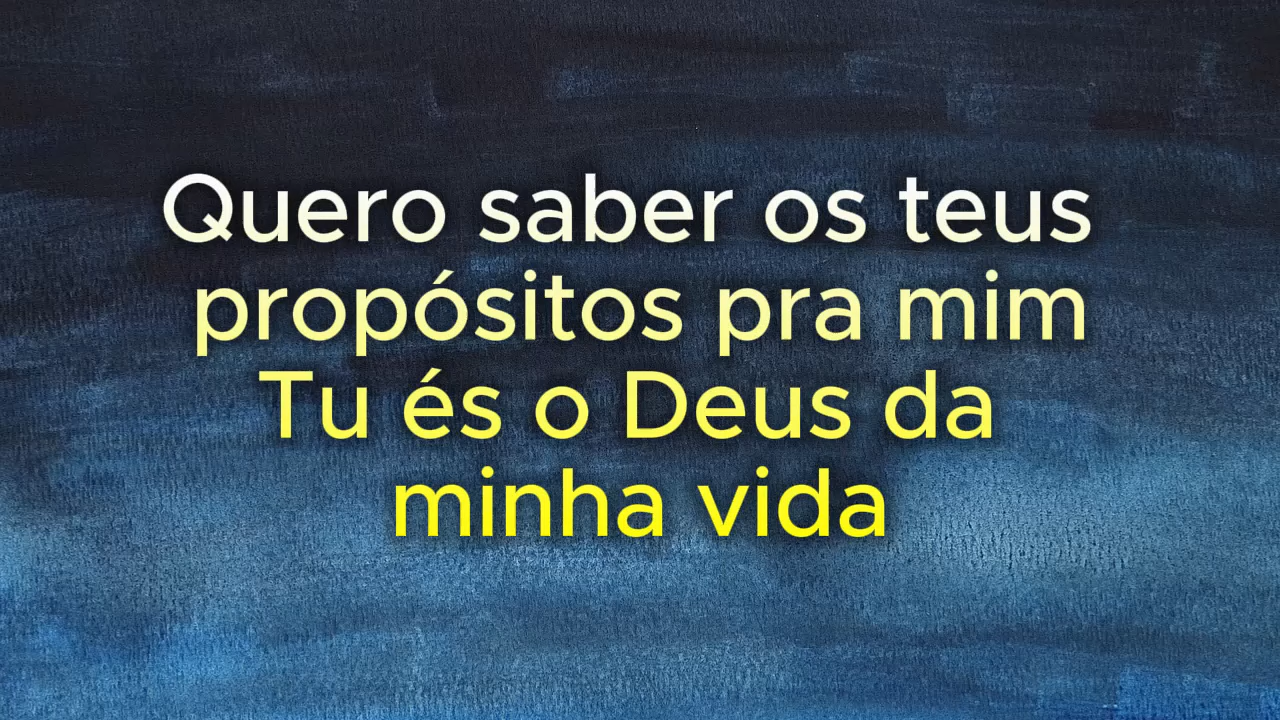 Quero saber os teus
propósitos pra mim
Tu és o Deus da
minha vida